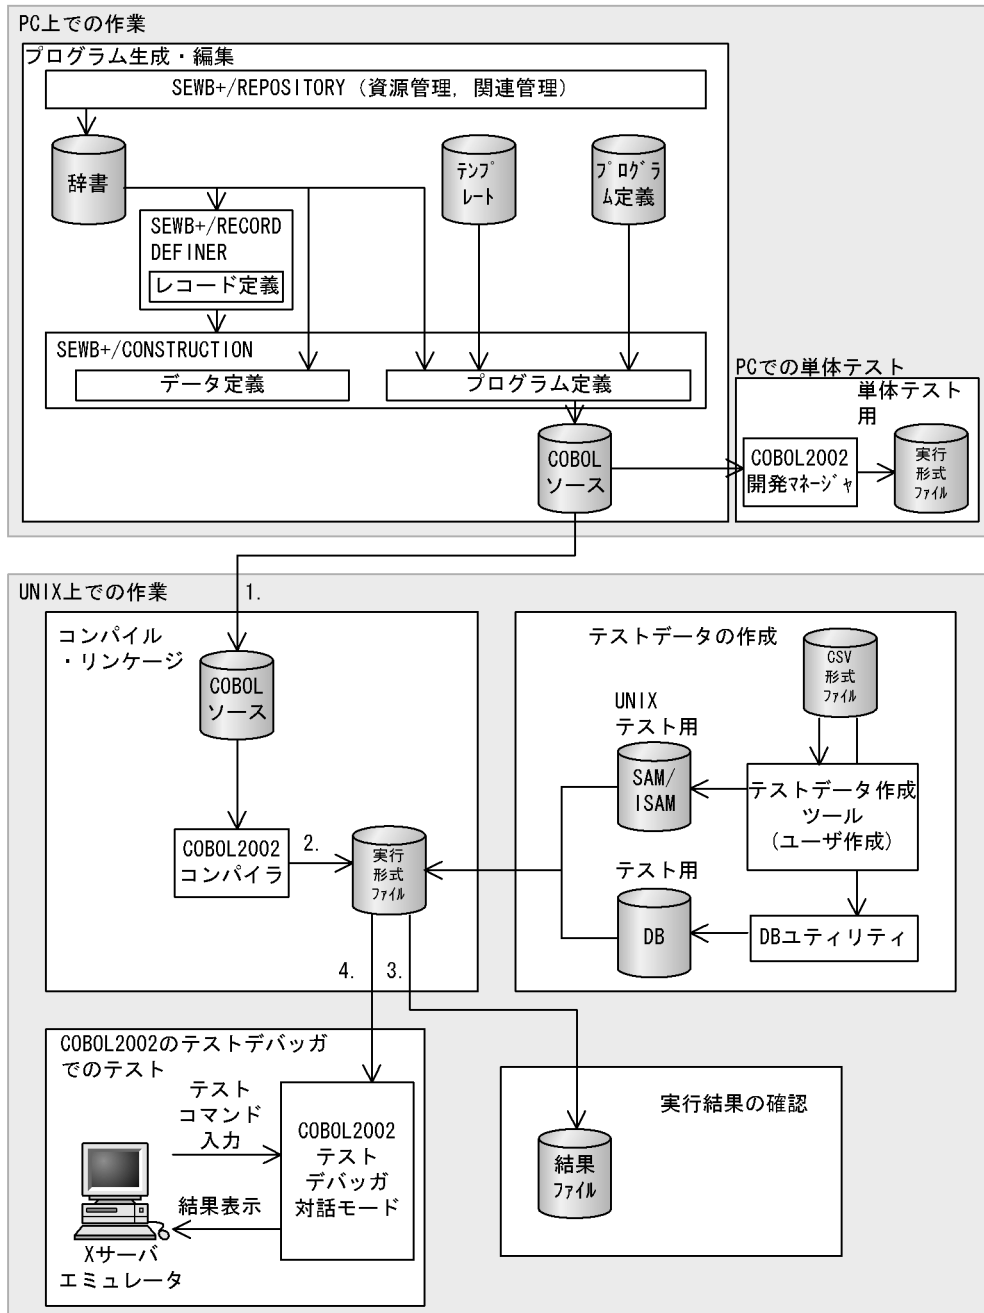 PC上での作業
プログラム生成・編集
SEWB+/REPOSITORY（資源管理，関連管理）
辞書
テンプ
レート
プログラ
ム定義
SEWB+/RECORD
DEFINER
レコード定義
SEWB+/CONSTRUCTION
データ定義
プログラム定義
COBOL
ソース
PCでの単体テスト
単体テスト
用
COBOL2002
開発マネージャ
実行
形式
ファイル
UNIX上での作業
1.
コンパイル
・リンケージ
COBOL
ソース
COBOL2002
コンパイラ
2.
実行
形式
ファイル
4.
3.
テストデータの作成
CSV
形式
ファイル
UNIX
テスト用
SAM/
ISAM
テストデータ作成
ツール
（ユーザ作成）
テスト用
DB
DBユティリティ
COBOL2002のテストデバッガ
でのテスト
テスト
コマンド
入力
COBOL2002
テスト
デバッガ
対話モード
結果表示
Xサーバ
エミュレータ
実行結果の確認
結果
ファイル